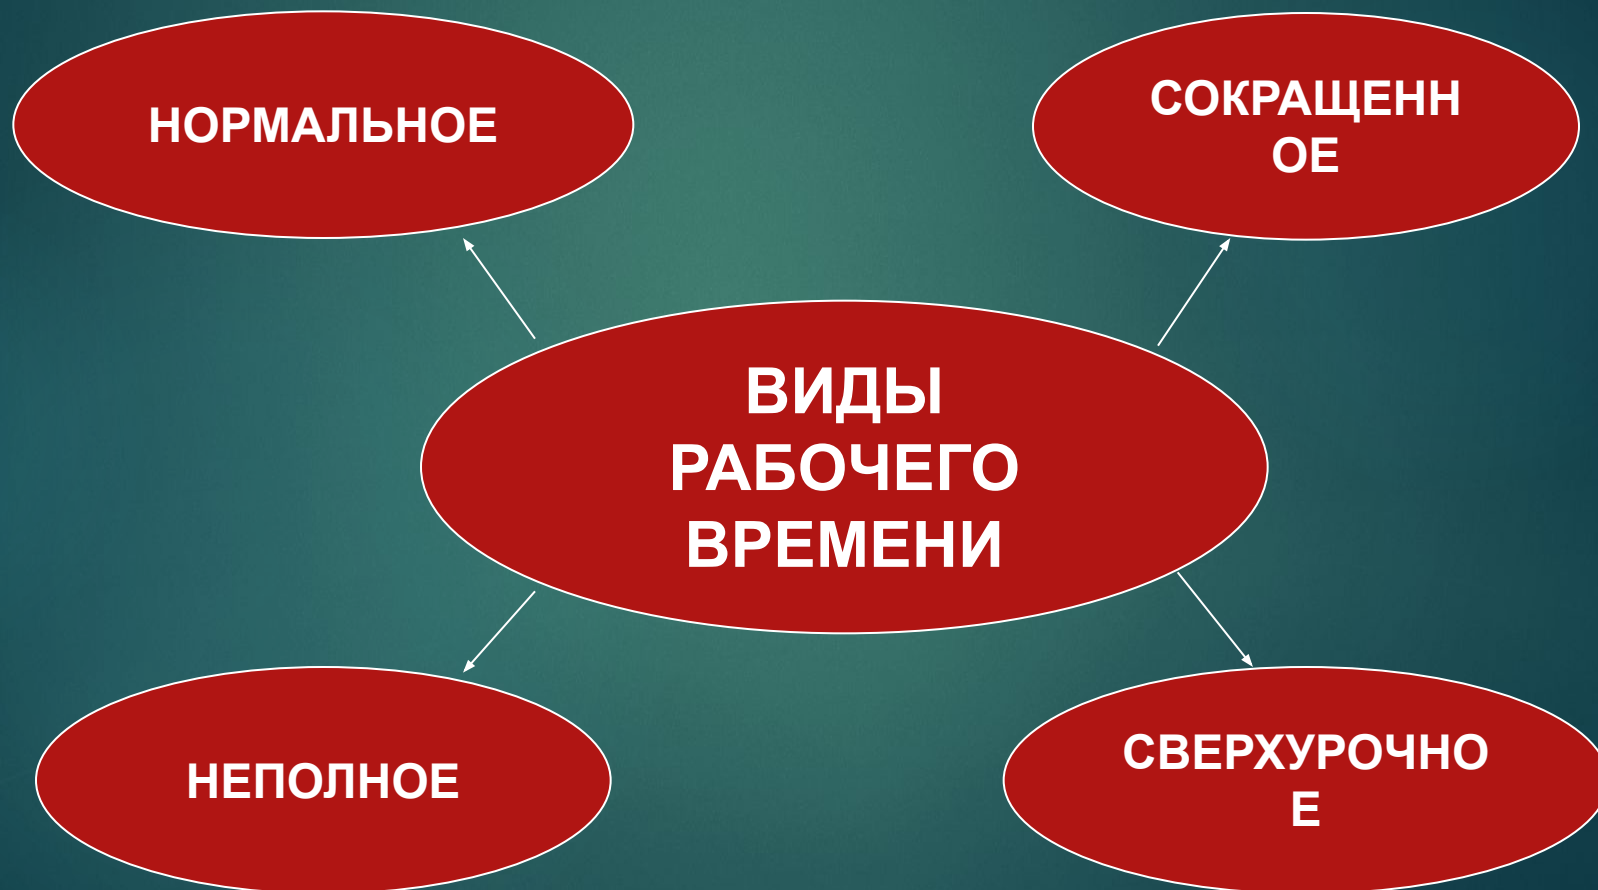 НОРМАЛЬНОЕ
СОКРАЩЕНН
ОЕ
ВИДЫ
РАБОЧЕГО
ВРЕМЕНИ
НЕПОЛНОЕ
СВЕРХУРОЧНО
Е